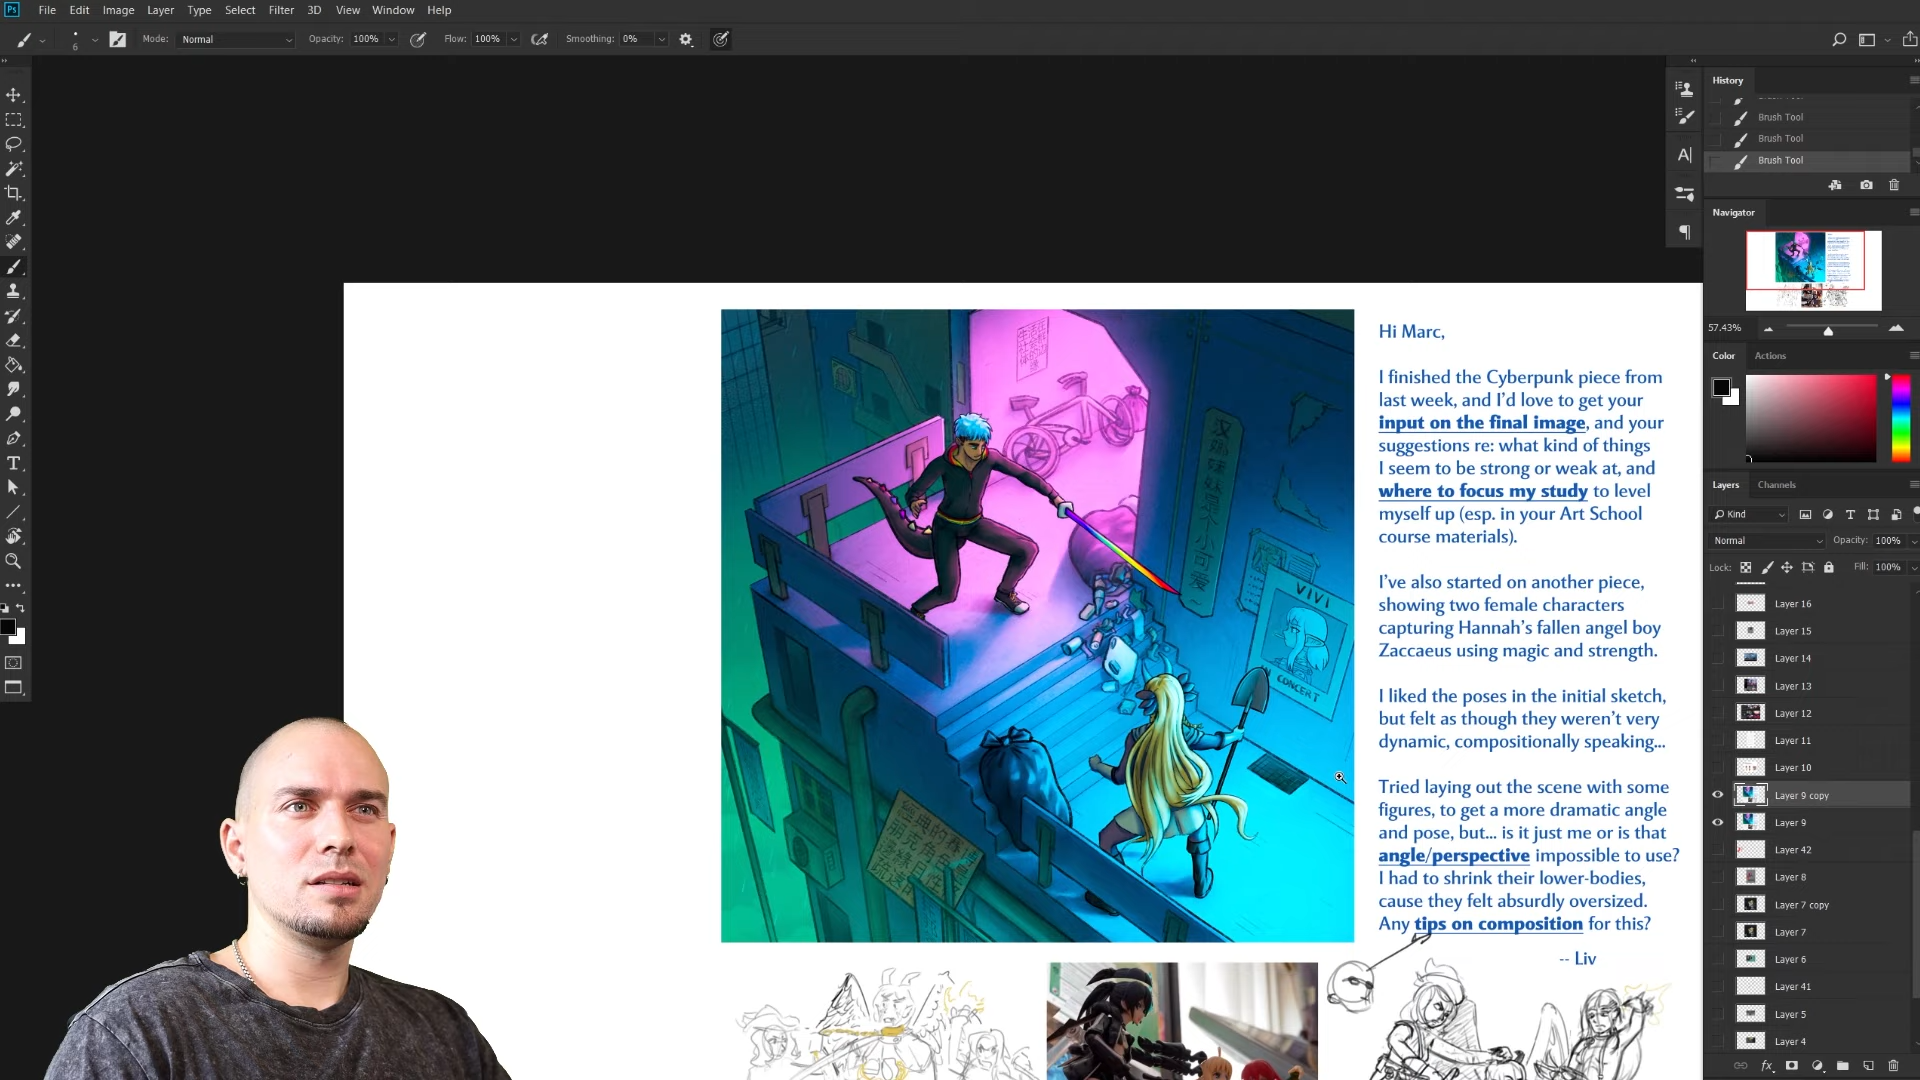 Ps File Edit Image Layer Type Select Filter 3D View Window Help
6 Mode: Normal Opacity: 100% Flow: 100% Smoothing: 0%
History
Brush Tool
Brush Tool
Brush Tool
Navigator
57.43%
Color Actions
Layers Channels
Kind
Normal Opacity: 100%
Lock: Fill: 100%
Layer 16
Layer 15
Layer 14
Layer 13
Layer 12
Layer 11
Layer 10
Layer 9 copy
Layer 9
Layer 42
Layer 8
Layer 7 copy
Layer 7
Layer 6
Layer 41
Layer 5
Layer 4
Hi Marc,
I finished the Cyberpunk piece from
last week, and I'd love to get your
input on the final image, and your
suggestions re: what kind of things
I seem to be strong or weak at, and
where to focus my study to level
myself up (esp. in your Art School
course materials).
I've also started on another piece,
showing two female characters
capturing Hannah's fallen angel boy
Zaccaeus using magic and strength.
I liked the poses in the initial sketch,
but felt as though they weren't very
dynamic, compositionally speaking...
Tried laying out the scene with some
figures, to get a more dramatic angle
and pose, but... is it just me or is that
angle/perspective impossible to use?
I had to shrink their lower-bodies,
cause they felt absurdly oversized.
Any tips on composition for this?
-- Liv
VIVI
CONCERT